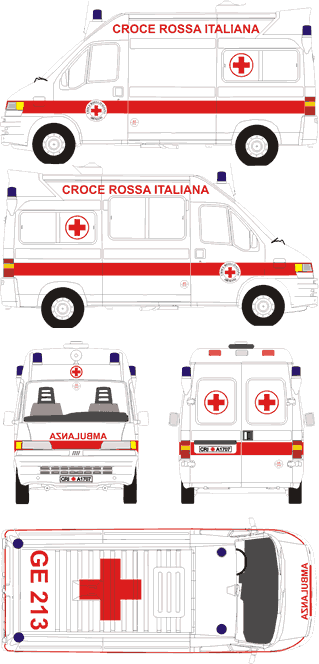 CROCE ROSSA ITALIANA
CROCE ROSSA ITALIANA
AMBULANZA
CRI A1707
CRI A1707
GE 213
AMBULANZA